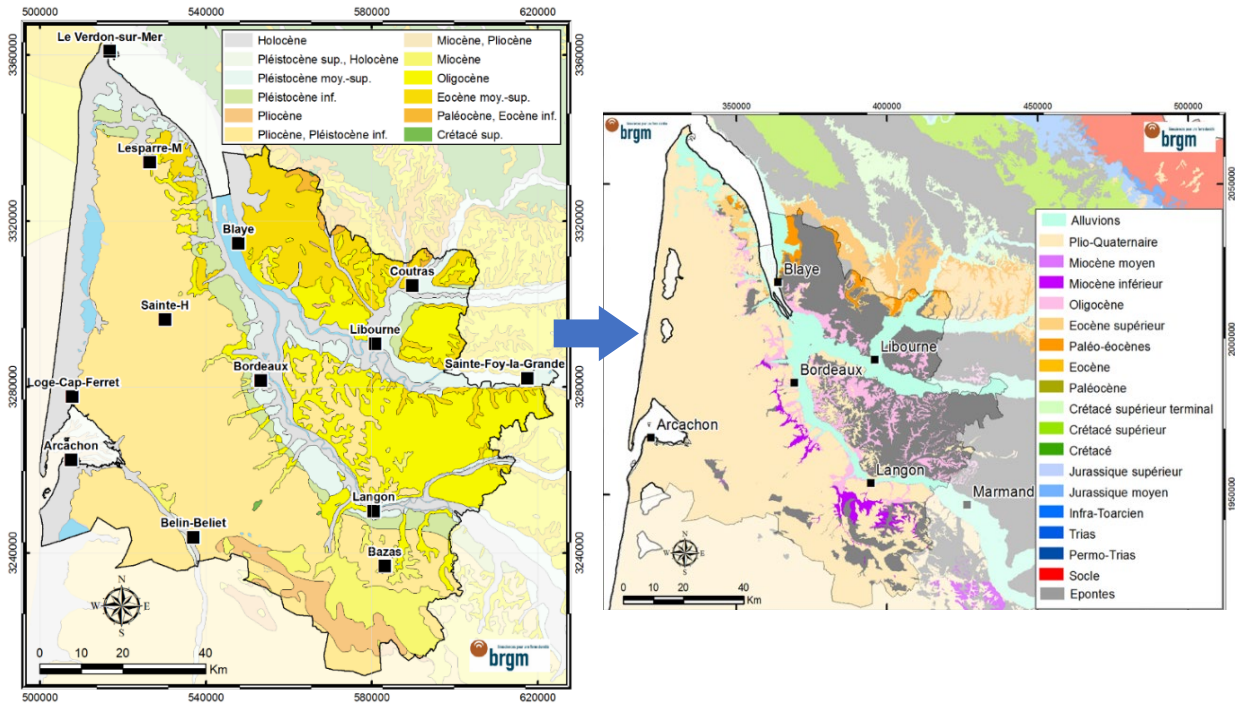 500000
540000
580000
620000
3360000
3320000
3280000
3240000
Le Verdon-sur-Mer
Lesparre-M
Blaye
Coutras
Sainte-H
Libourne
Bordeaux
Sainte-Foy-la-Grande
Loge-Cap-Ferret
Arcachon
Langon
Belin-Beliet
Bazas
Holocène
Pléistocène sup., Holocène
Pléistocène moy.-sup.
Pléistocène inf.
Pliocène
Pliocène, Pléistocène inf.
Miocène, Pliocène
Miocène
Oligocène
Eocène moy.-sup.
Paléocène, Eocène inf.
Crétacé sup.
N
W
E
S
0
20
40
Km
brgm
500000
540000
580000
620000
350000
400000
450000
500000
2050000
2000000
1950000
brgm
brgm
Blaye
Libourne
Bordeaux
Arcachon
Langon
Marmand
Alluvions
Plio-Quaternaire
Miocène moyen
Miocène inférieur
Oligocène
Eocène supérieur
Paléo-éocènes
Eocène
Paléocène
Crétacé supérieur terminal
Crétacé supérieur
Crétacé
Jurassique supérieur
Jurassique moyen
Infra-Toarcien
Trias
Permo-Trias
Socle
Epontes
N
W
E
S
0
20
40
Km